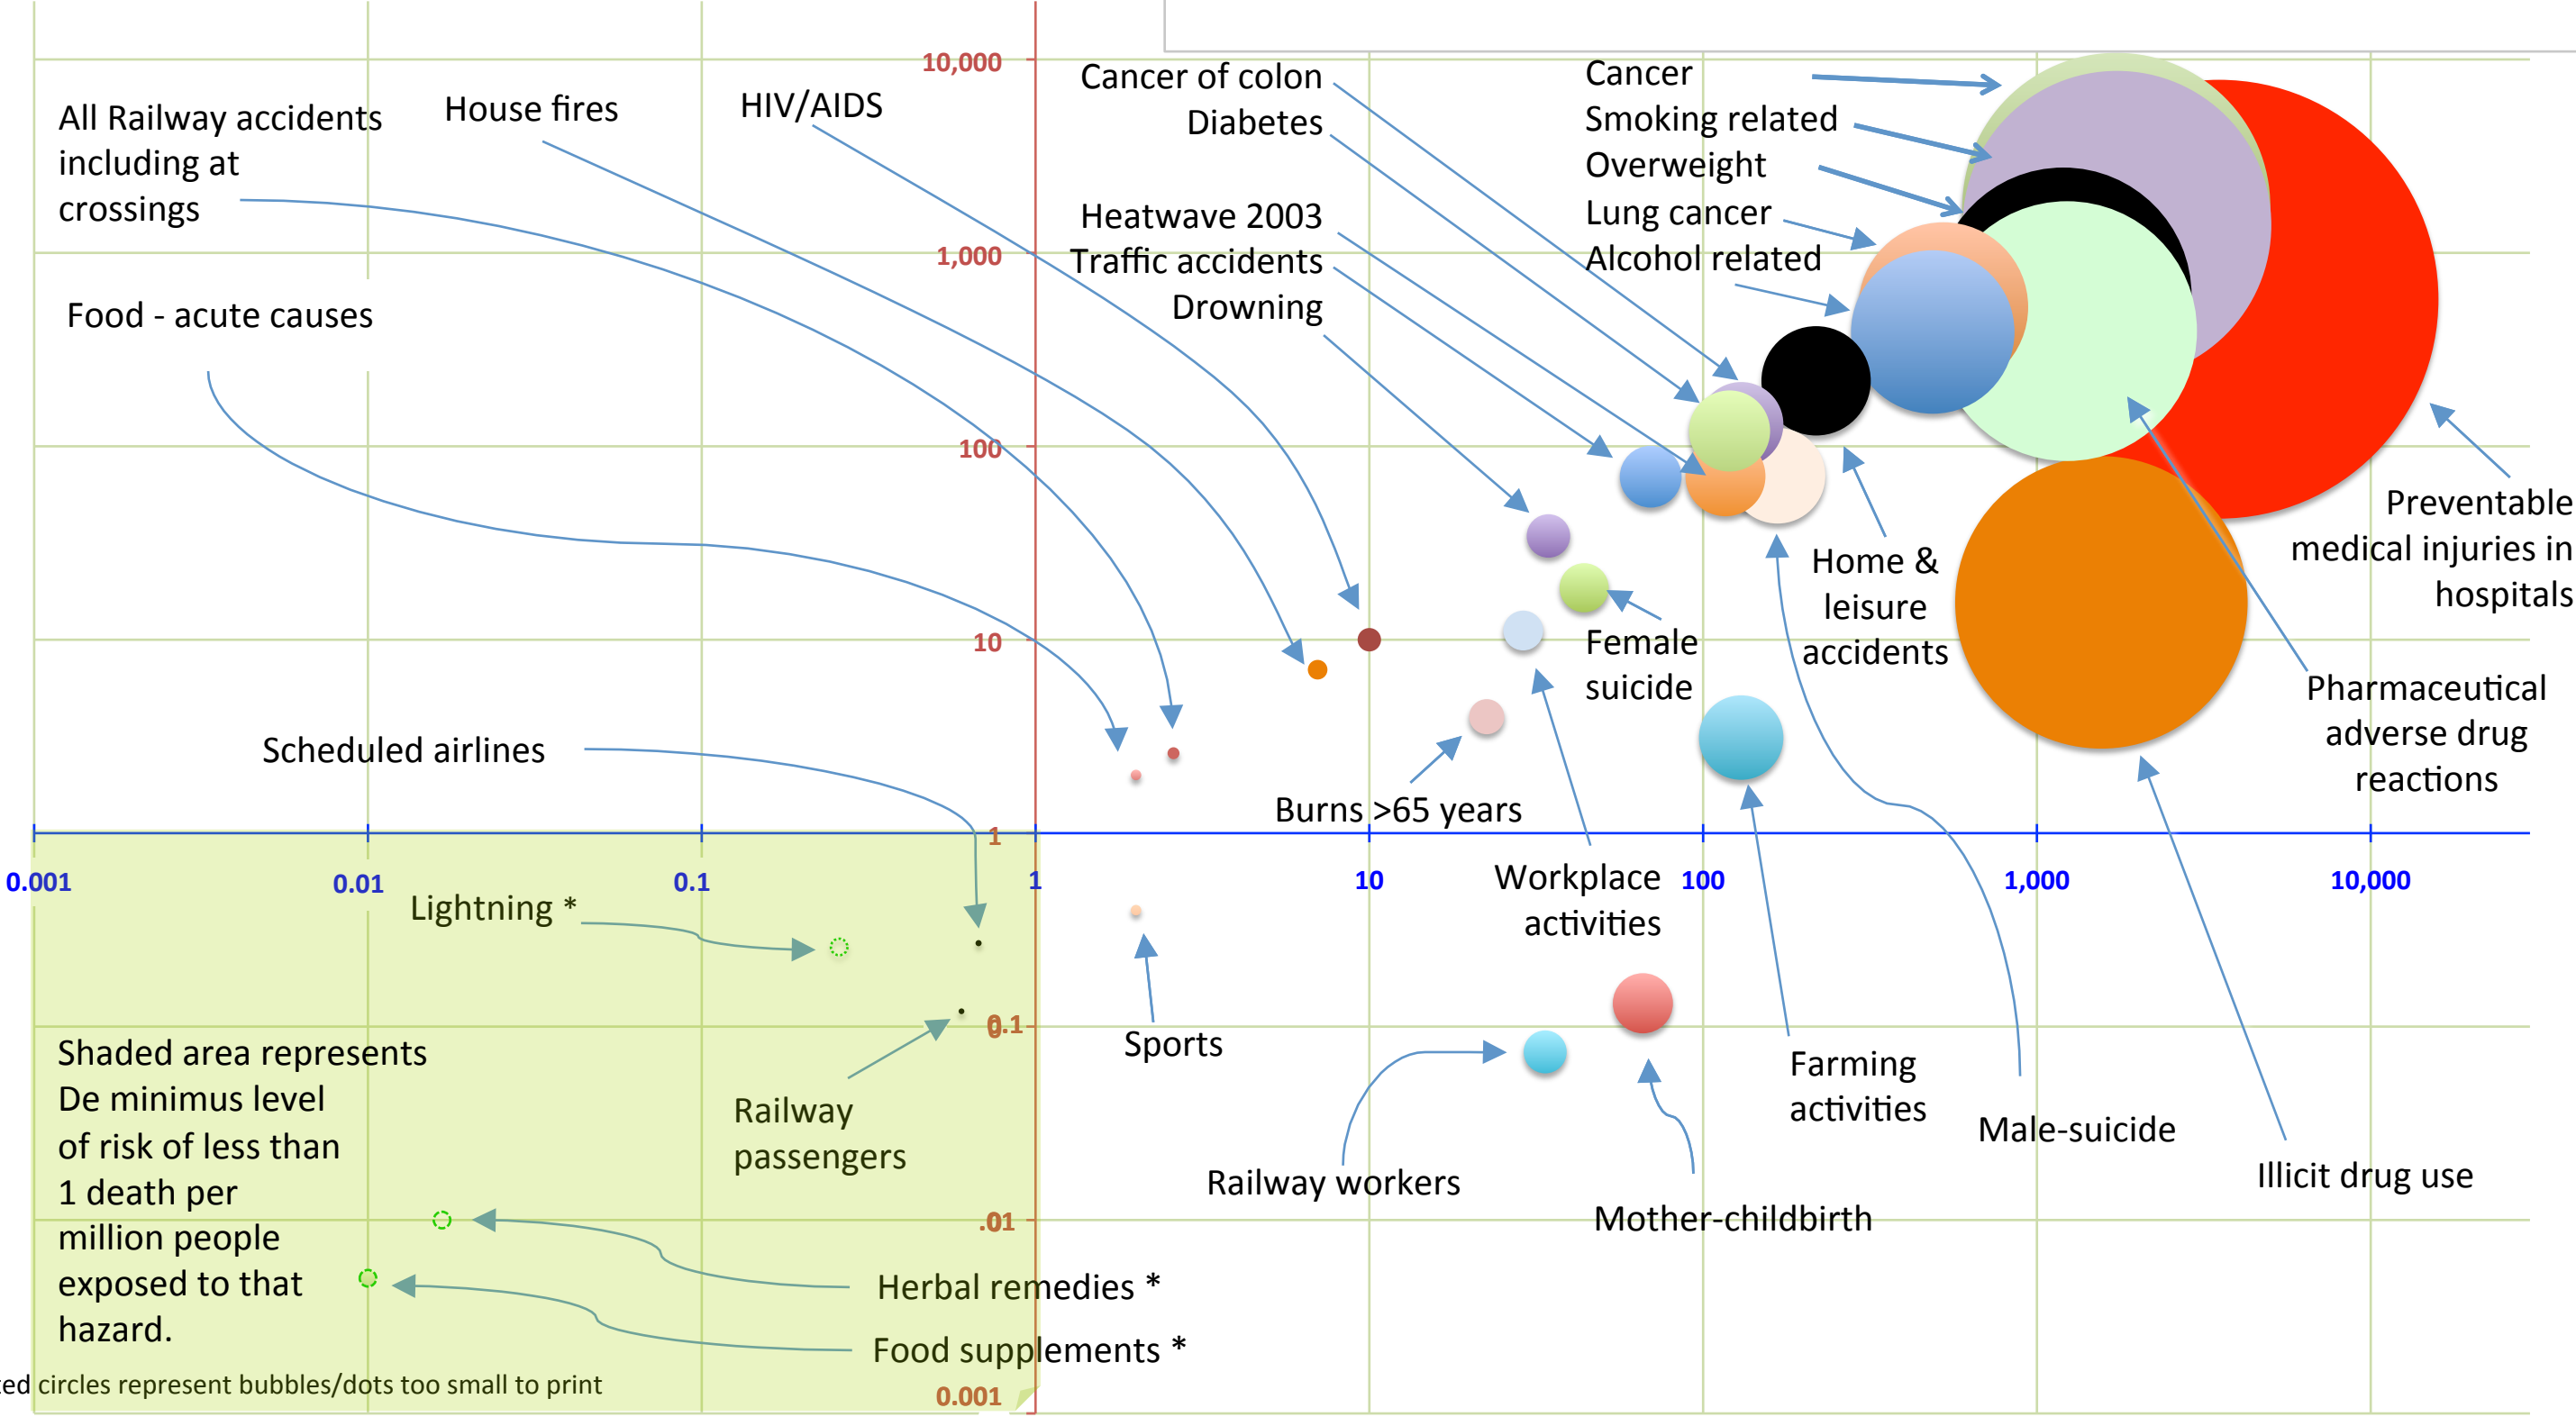 10,000
1,000
100
10
1
0.1
.01
0.001
0.001
0.01
0.1
1
10
100
1,000
10,000
All Railway accidents
including at
crossings
House fires
HIV/AIDS
Cancer of colon
Diabetes
Heatwave 2003
Traffic accidents
Drowning
Cancer
Smoking related
Overweight
Lung cancer
Alcohol related
Food - acute causes
Scheduled airlines
Preventable
medical injuries in
hospitals
Home &
leisure
accidents
Female
suicide
Pharmaceutical
adverse drug
reactions
Burns >65 years
Workplace
activities
Lightning *
Sports
Railway
passengers
Farming
activities
Male-suicide
Illicit drug use
Railway workers
Mother-childbirth
Shaded area represents
De minimus level
of risk of less than
1 death per
million people
exposed to that
hazard.
Herbal remedies *
Food supplements *
circles represent bubbles/dots too small to print